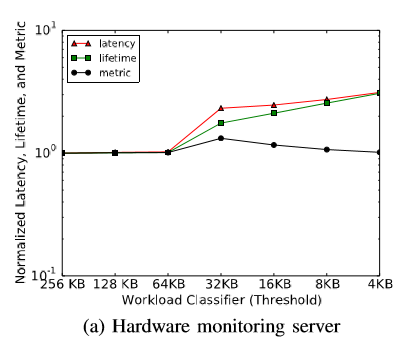 Normalized Latency, Lifetime, and Metric
10^1
10^0
10^-1
latency
lifetime
metric
256 KB 128 KB 64KB 32KB 16KB 8KB 4KB
Workload Classifier (Threshold)
(a) Hardware monitoring server